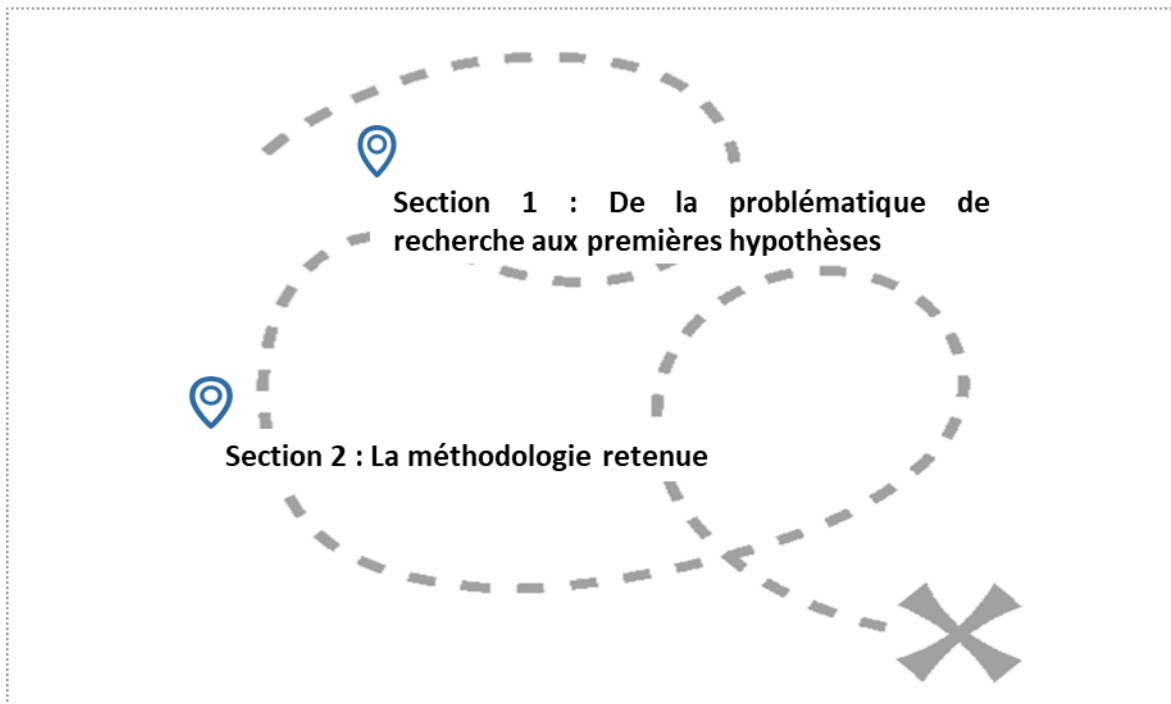 Section 1 : De la problématique de
recherche aux premières hypothèses
Section 2 : La méthodologie retenue